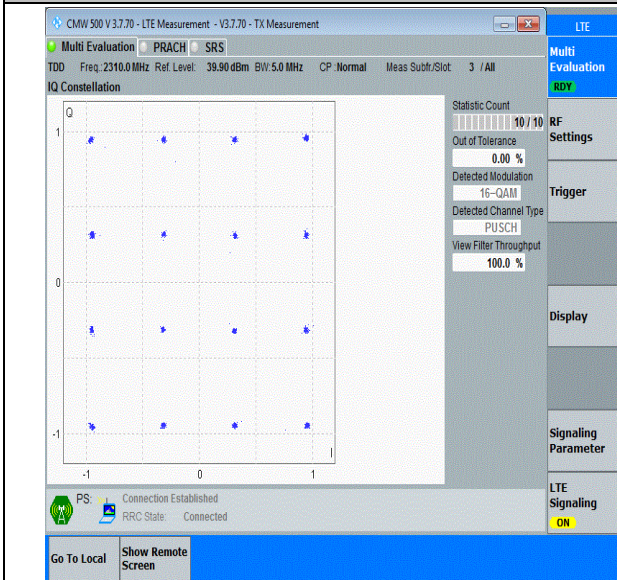 CMW 500 V 3.7.70 - LTE Measurement - V3.7.70 - TX Measurement
LTE
Multi Evaluation PRACH SRS
Multi Evaluation
RDY
TDD Freq.:2310.0 MHz Ref. Level: 39.90 dBm BW: 5.0 MHz CP :Normal Meas Subfr./Slot: 3 / All
IQ Constellation
Q
1
0
-1
-1 0 1
I
Statistic Count
10 / 10
Out of Tolerance
0.00 %
Detected Modulation
16-QAM
Detected Channel Type
PUSCH
View Filter Throughput
100.0 %
RF
Settings
Trigger
Display
Signaling
Parameter
LTE
Signaling
ON
PS: Connection Established
RRC State: Connected
Go To Local
Show Remote
Screen